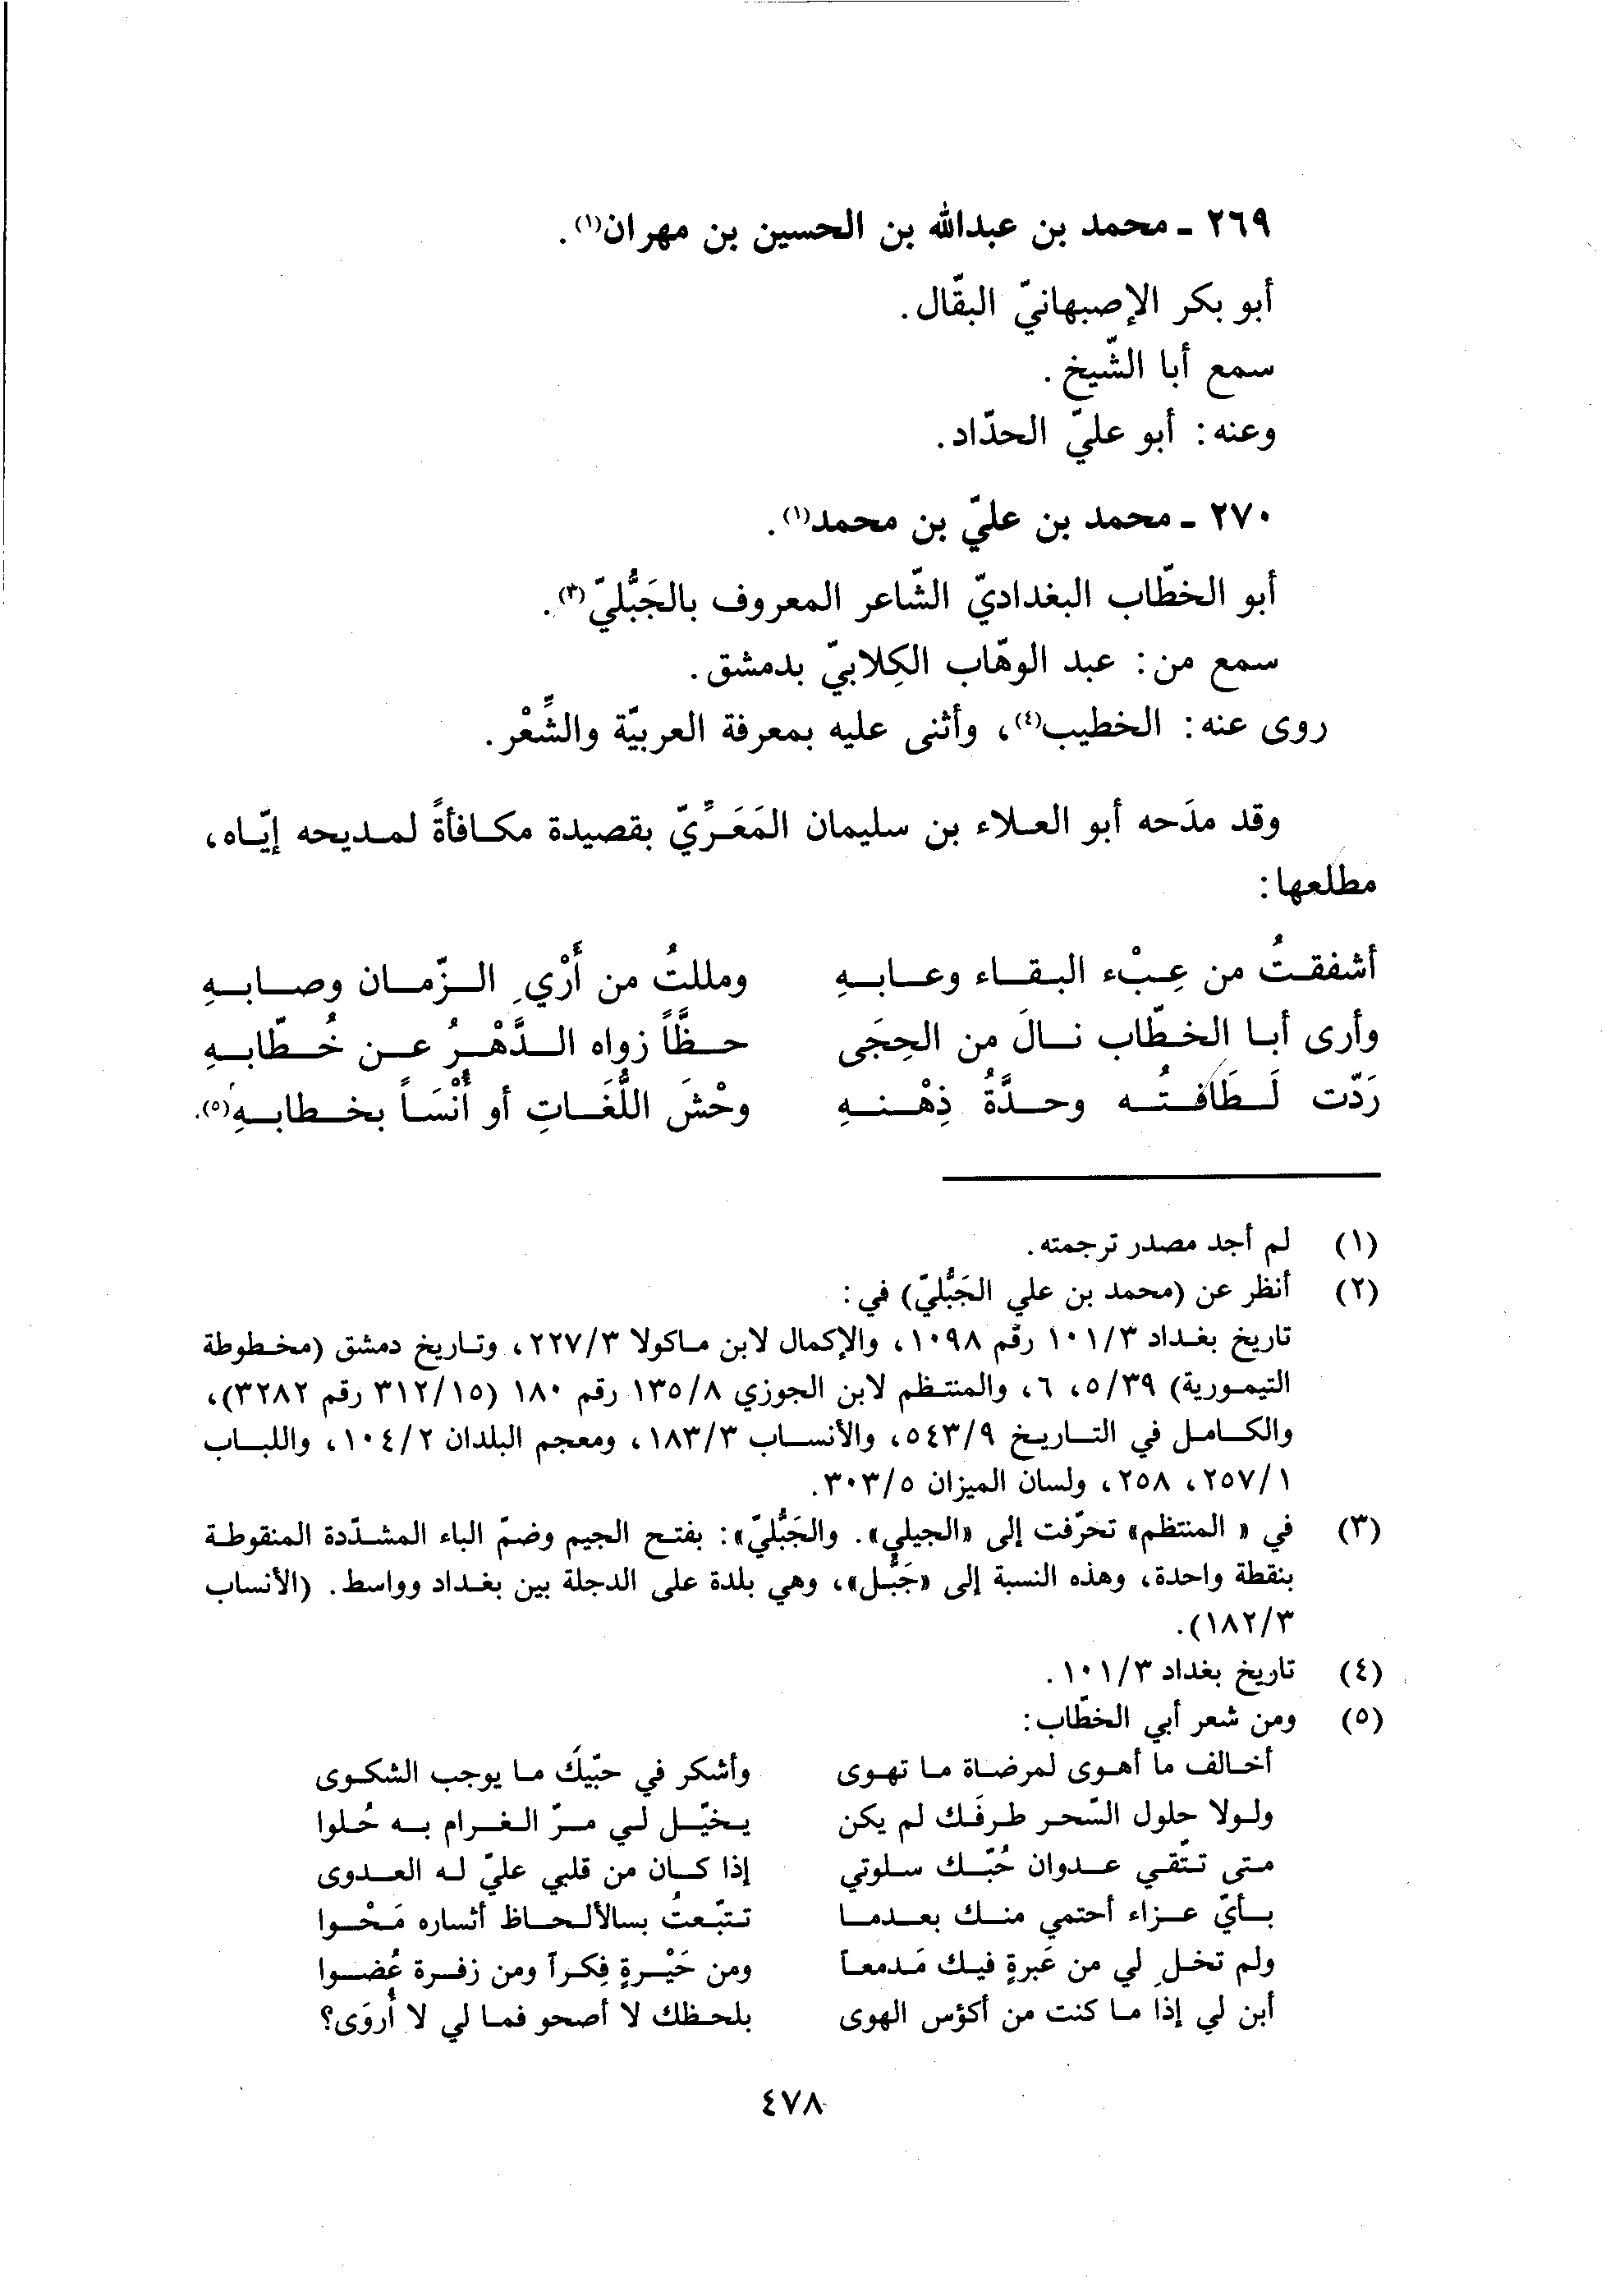 ٢٦٩ ـ محمد بن عبدالله بن الحسين بن مهران(١).
أبو بكر الإصبهانيّ البقّال.
سمع أبا الشّيخ.
وعنه: أبو عليّ الحدّاد.
٢٧٠ ـ محمد بن عليّ بن محمد(١).
أبو الخطّاب البغداديّ الشّاعر المعروف بالجَبُّليّ(٣).
سمع من: عبد الوهّاب الكِلابيّ بدمشق.
روى عنه: الخطيب(٤)، وأثنى عليه بمعرفة العربيّة والشِّعْر.
وقد مدَحه أبو العلاء بن سليمان المَعَرِّيّ بقصيدة مكافأةً لمديحه إيّاه،
مطلعها:
أشفقتُ من عِبْء البقاء وعابهِ ومللتُ من أَرْيِ الزّمان وصابهِ
وأرى أبا الخطّاب نالَ من الحِجَى حظًّا زواه الدَّهْرُ عن خُطّابهِ
رَدّت لَطَافتُه وحدَّةُ ذِهْنهِ وحْشَ اللُّغَاتِ أو أُنْسَاً بخطابهِ(٥).
(١) لم أجد مصدر ترجمته.
(٢) أنظر عن (محمد بن علي الجَبُّليّ) في:
تاريخ بغداد ١٠١/٣ رقم ١٠٩٨، والإكمال لابن ماكولا ٢٢٧/٣، وتاريخ دمشق (مخطوطة
التيمورية) ٥/٣٩، ٦، والمنتظم لابن الجوزي ١٣٥/٨ رقم ١٨٠ (٣١٢/١٥ رقم ٣٢٨٢)،
والكامل في التاريخ ٥٤٣/٩، والأنساب ١٨٣/٣، ومعجم البلدان ١٠٤/٢، واللباب
٢٥٧/١، ٢٥٨، ولسان الميزان ٣٠٣/٥.
(٣) في «المنتظم» تحرّفت إلى «الجيلي». والجَبُّليّ»: بفتح الجيم وضمّ الباء المشدّدة المنقوطة
بنقطة واحدة، وهذه النسبة إلى «جَبُّل»، وهي بلدة على الدجلة بين بغداد وواسط. (الأنساب
١٨٢/٣).
(٤) تاريخ بغداد ١٠١/٣.
(٥) ومن شعر أبي الخطّاب:
أخالف ما أهوى لمرضاة ما تهوى وأشكر في حبّيكَ ما يوجب الشكوى
ولولا حلول السّحر طرفَك لم يكن يخيّل لي مرّ الغرام به حُلوا
متى تتّقي عدوان حُبّك سلوتي إذا كان من قلبي عليّ له العدوى
بأيّ عزاء أحتمي منك بعدما تتبّعتُ بسالألحاظ أثساره مَحْوا
ولم تخلِ لي من عَبرةٍ فيك مَدمعاً ومن حَيْرةٍ فِكراً ومن زفرة عُضوا
أبن لي إذا ما كنت من أكؤس الهوى بلحظك لا أصحو فما لي لا أُروَى؟
٤٧٨